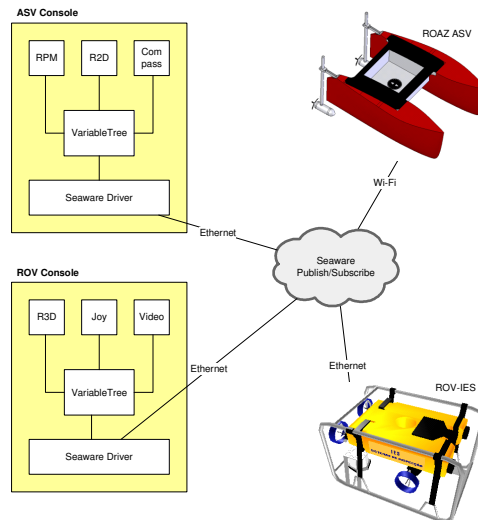 ASV Console
RPM
R2D
Com
pass
VariableTree
Seaware Driver
ROAZ ASV
Wi-Fi
Ethernet
Seaware
Publish/Subscribe
ROV Console
R3D
Joy
Video
VariableTree
Seaware Driver
Ethernet
Ethernet
ROV-IES
IES